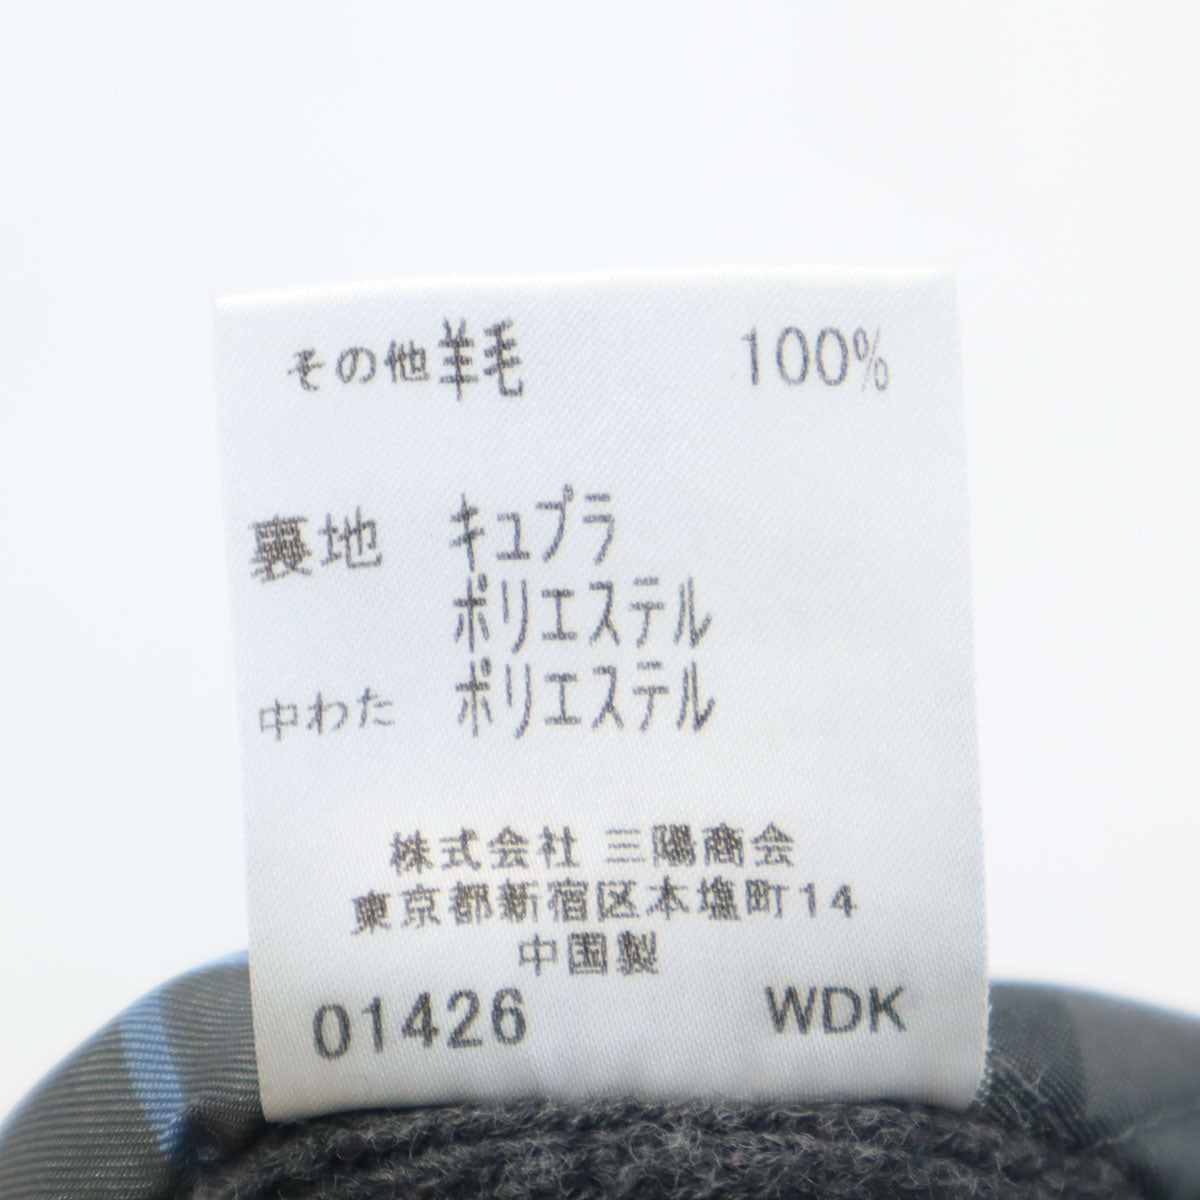 その他羊毛 100%
裏地 キュプラ
ポリエステル
中わた ポリエステル
株式会社 三陽商会
東京都新宿区本塩町14
中国製
01426 WDK